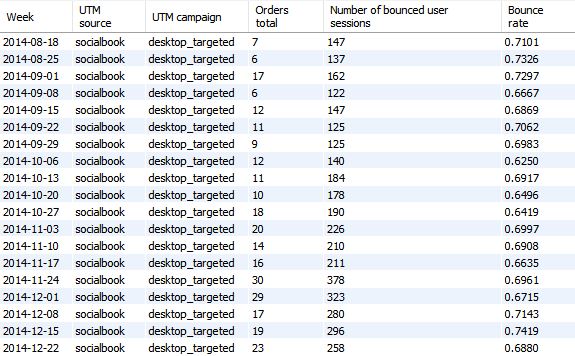 Week UTM source UTM campaign Orders total Number of bounced user sessions Bounce rate
2014-08-18 socialbook desktop_targeted 7 147 0.7101
2014-08-25 socialbook desktop_targeted 6 137 0.7326
2014-09-01 socialbook desktop_targeted 17 162 0.7297
2014-09-08 socialbook desktop_targeted 6 122 0.6667
2014-09-15 socialbook desktop_targeted 12 147 0.6869
2014-09-22 socialbook desktop_targeted 11 125 0.7062
2014-09-29 socialbook desktop_targeted 9 125 0.6983
2014-10-06 socialbook desktop_targeted 12 140 0.6250
2014-10-13 socialbook desktop_targeted 11 184 0.6917
2014-10-20 socialbook desktop_targeted 10 178 0.6496
2014-10-27 socialbook desktop_targeted 18 190 0.6419
2014-11-03 socialbook desktop_targeted 20 226 0.6997
2014-11-10 socialbook desktop_targeted 14 210 0.6908
2014-11-17 socialbook desktop_targeted 16 211 0.6635
2014-11-24 socialbook desktop_targeted 30 378 0.6961
2014-12-01 socialbook desktop_targeted 29 323 0.6715
2014-12-08 socialbook desktop_targeted 17 280 0.7143
2014-12-15 socialbook desktop_targeted 19 296 0.7419
2014-12-22 socialbook desktop_targeted 23 258 0.6880